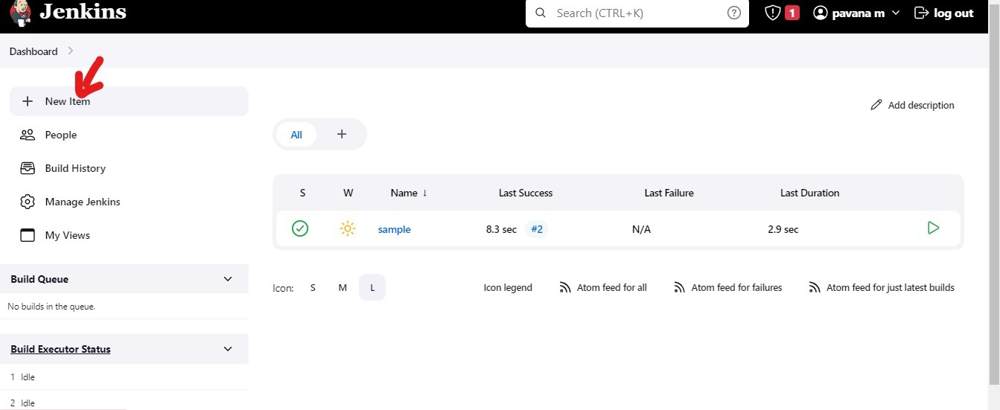 Jenkins
Search (CTRL+K)
?
1
pavana m
log out
Dashboard
New Item
People
Build History
Manage Jenkins
My Views
Add description
All +
S W Name ↓ Last Success Last Failure Last Duration
sample 8.3 sec #2 N/A 2.9 sec
Icon: S M L
Icon legend
Atom feed for all
Atom feed for failures
Atom feed for just latest builds
Build Queue
No builds in the queue.
Build Executor Status
1 Idle
2 Idle